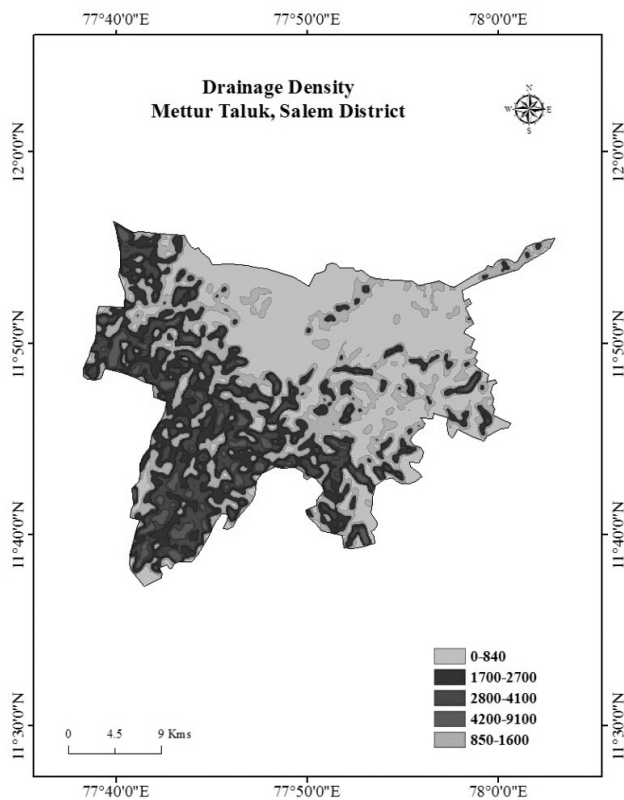 77°40'0"E 77°50'0"E 78°0'0"E
Drainage Density
Mettur Taluk, Salem District
N
W E
S
12°0'0"N 12°0'0"N
11°50'0"N 11°50'0"N
11°40'0"N 11°40'0"N
0-840
1700-2700
2800-4100
4200-9100
850-1600
11°30'0"N 11°30'0"N
0 4.5 9 Kms
77°40'0"E 77°50'0"E 78°0'0"E